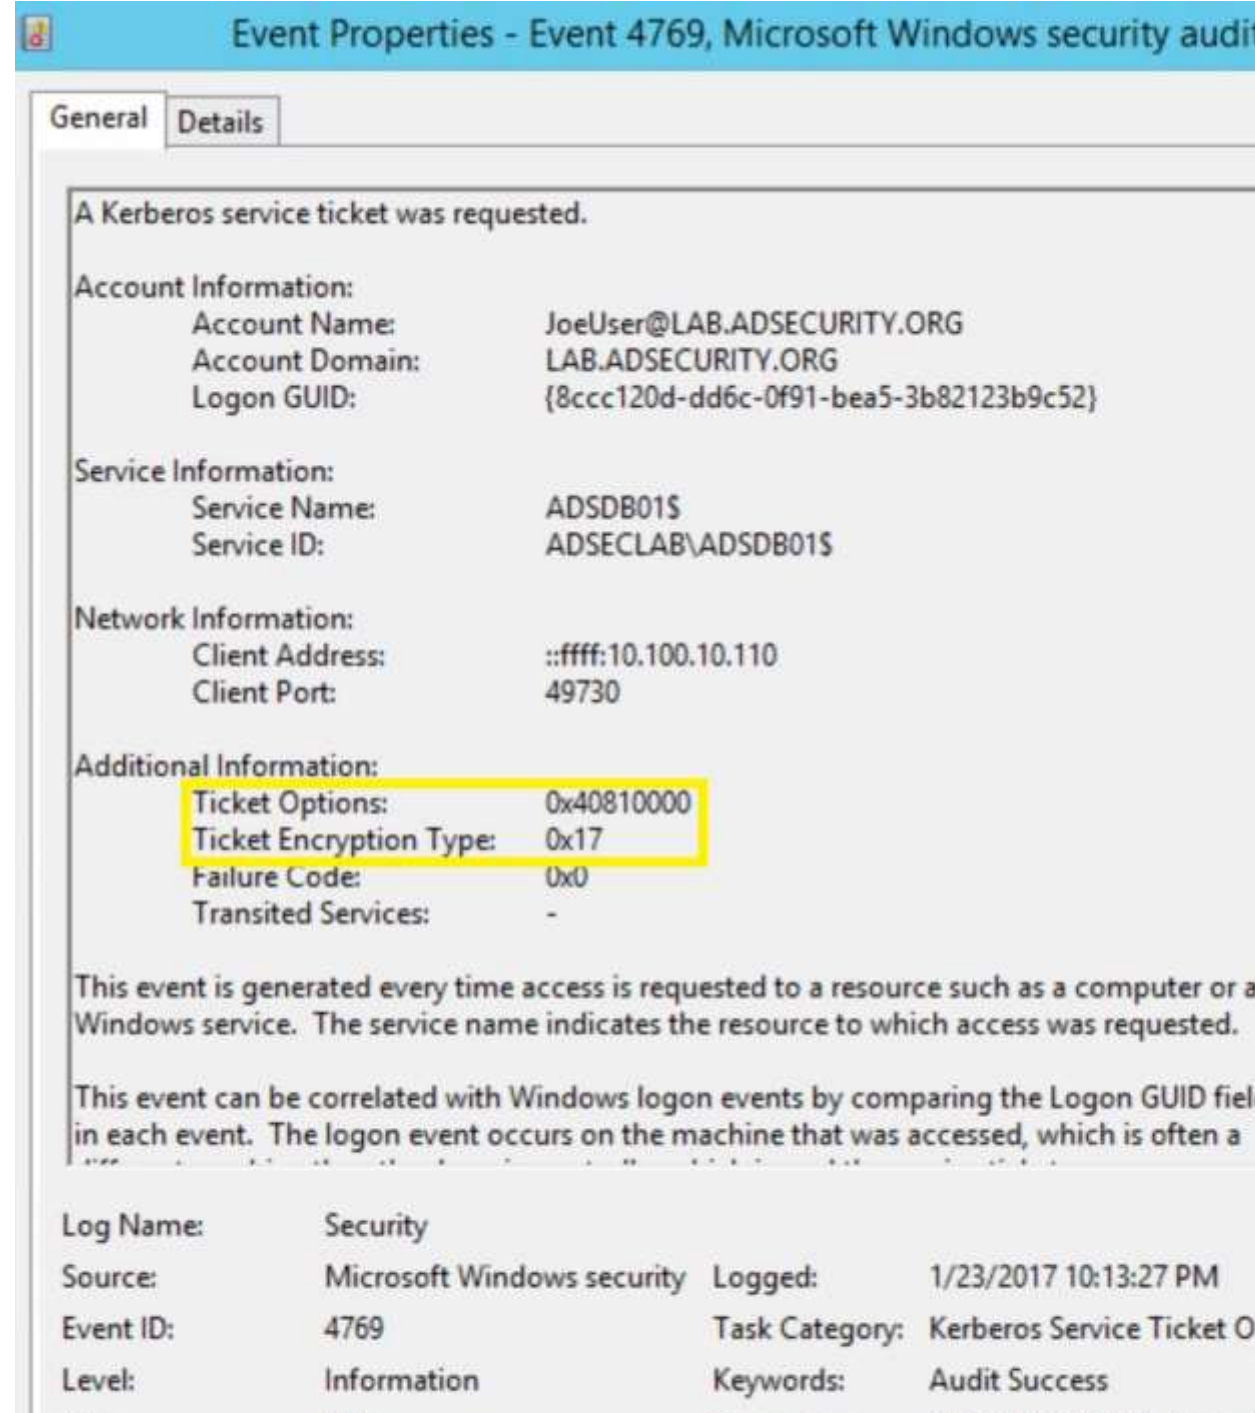 Event Properties - Event 4769, Microsoft Windows security audit
General Details
A Kerberos service ticket was requested.
Account Information:
Account Name: JoeUser@LAB.ADSECURITY.ORG
Account Domain: LAB.ADSECURITY.ORG
Logon GUID: {8ccc120d-dd6c-0f91-bea5-3b82123b9c52}
Service Information:
Service Name: ADSDB01$
Service ID: ADSECLAB\ADSDB01$
Network Information:
Client Address: ::ffff:10.100.10.110
Client Port: 49730
Additional Information:
Ticket Options: 0x40810000
Ticket Encryption Type: 0x17
Failure Code: 0x0
Transited Services: -
This event is generated every time access is requested to a resource such as a computer or a
Windows service.  The service name indicates the resource to which access was requested.
This event can be correlated with Windows logon events by comparing the Logon GUID fiel
in each event.  The logon event occurs on the machine that was accessed, which is often a
Log Name: Security
Source: Microsoft Windows security Logged: 1/23/2017 10:13:27 PM
Event ID: 4769 Task Category: Kerberos Service Ticket O
Level: Information Keywords: Audit Success